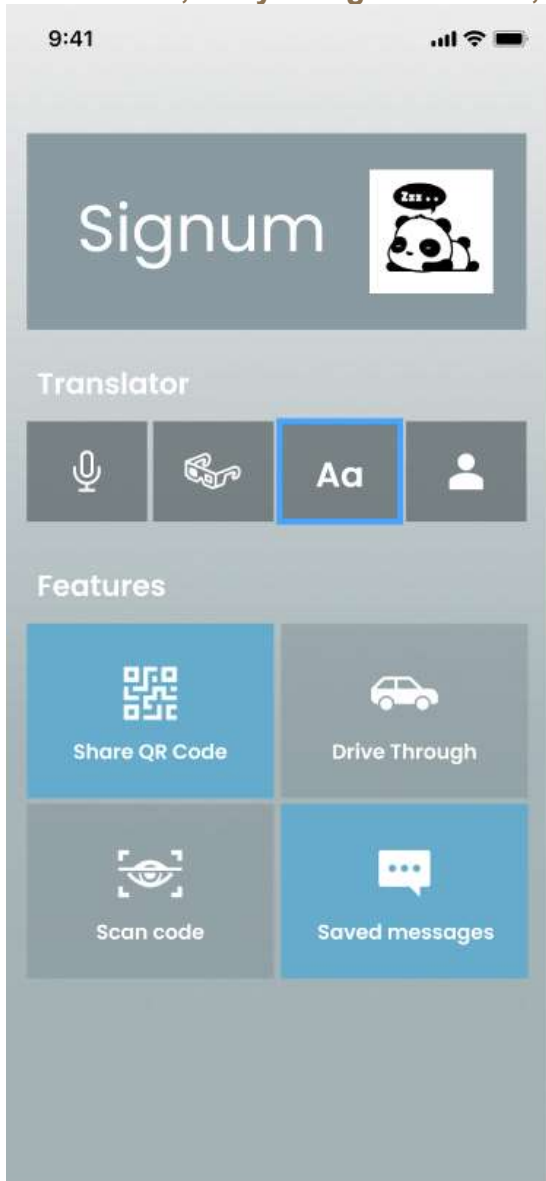 9:41
Zzz..
Signum
Translator
Aa
Features
Share QR Code
Drive Through
Scan code
Saved messages